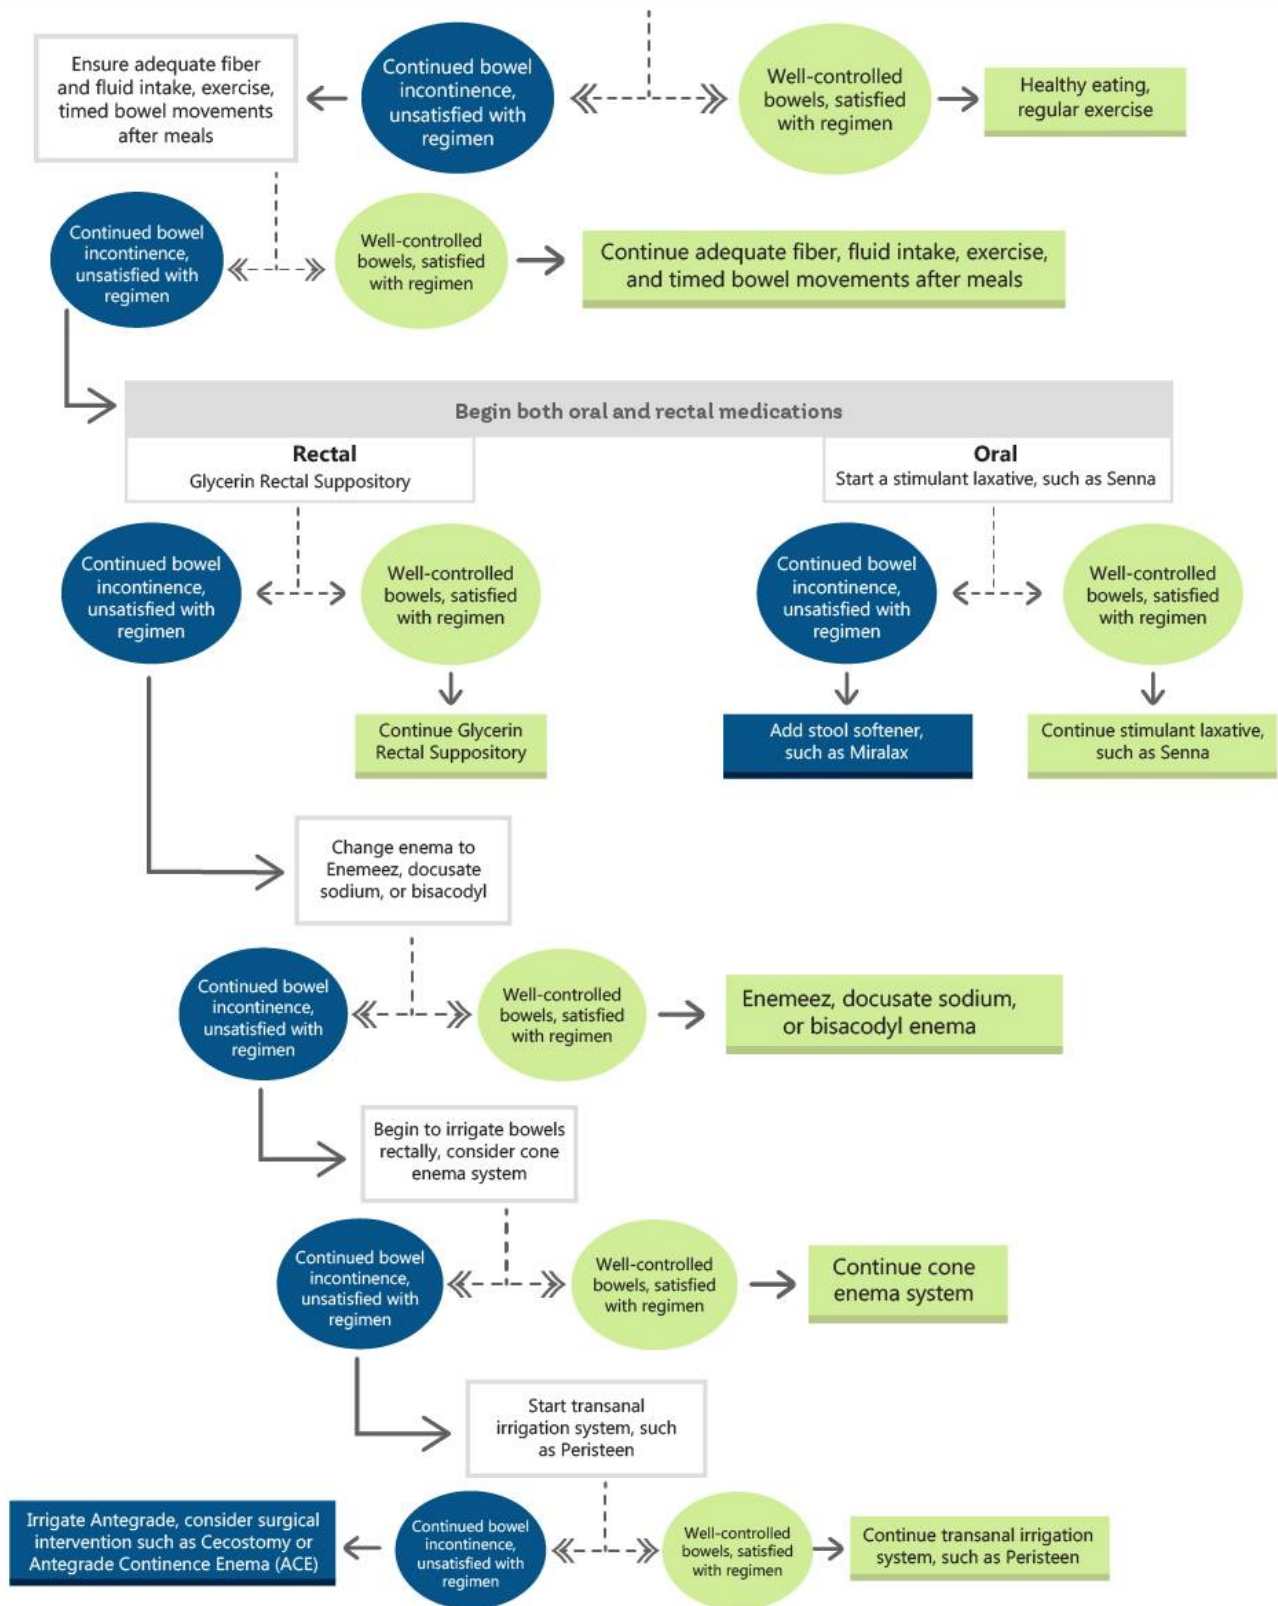 Ensure adequate fiber
and fluid intake, exercise,
timed bowel movements
after meals
Continued bowel
incontinence,
unsatisfied with
regimen
Well-controlled
bowels, satisfied
with regimen
Healthy eating,
regular exercise
Continued bowel
incontinence,
unsatisfied with
regimen
Well-controlled
bowels, satisfied
with regimen
Continue adequate fiber, fluid intake, exercise,
and timed bowel movements after meals
Begin both oral and rectal medications
Rectal
Glycerin Rectal Suppository
Oral
Start a stimulant laxative, such as Senna
Continued bowel
incontinence,
unsatisfied with
regimen
Well-controlled
bowels, satisfied
with regimen
Continued bowel
incontinence,
unsatisfied with
regimen
Well-controlled
bowels, satisfied
with regimen
Continue Glycerin
Rectal Suppository
Add stool softener,
such as Miralax
Continue stimulant laxative,
such as Senna
Change enema to
Enemeez, docusate
sodium, or bisacodyl
Continued bowel
incontinence,
unsatisfied with
regimen
Well-controlled
bowels, satisfied
with regimen
Enemeez, docusate sodium,
or bisacodyl enema
Begin to irrigate bowels
rectally, consider cone
enema system
Continued bowel
incontinence,
unsatisfied with
regimen
Well-controlled
bowels, satisfied
with regimen
Continue cone
enema system
Start transanal
irrigation system, such
as Peristeen
Irrigate Antegrade, consider surgical
intervention such as Cecostomy or
Antegrade Continence Enema (ACE)
Continued bowel
incontinence,
unsatisfied with
regimen
Well-controlled
bowels, satisfied
with regimen
Continue transanal irrigation
system, such as Peristeen